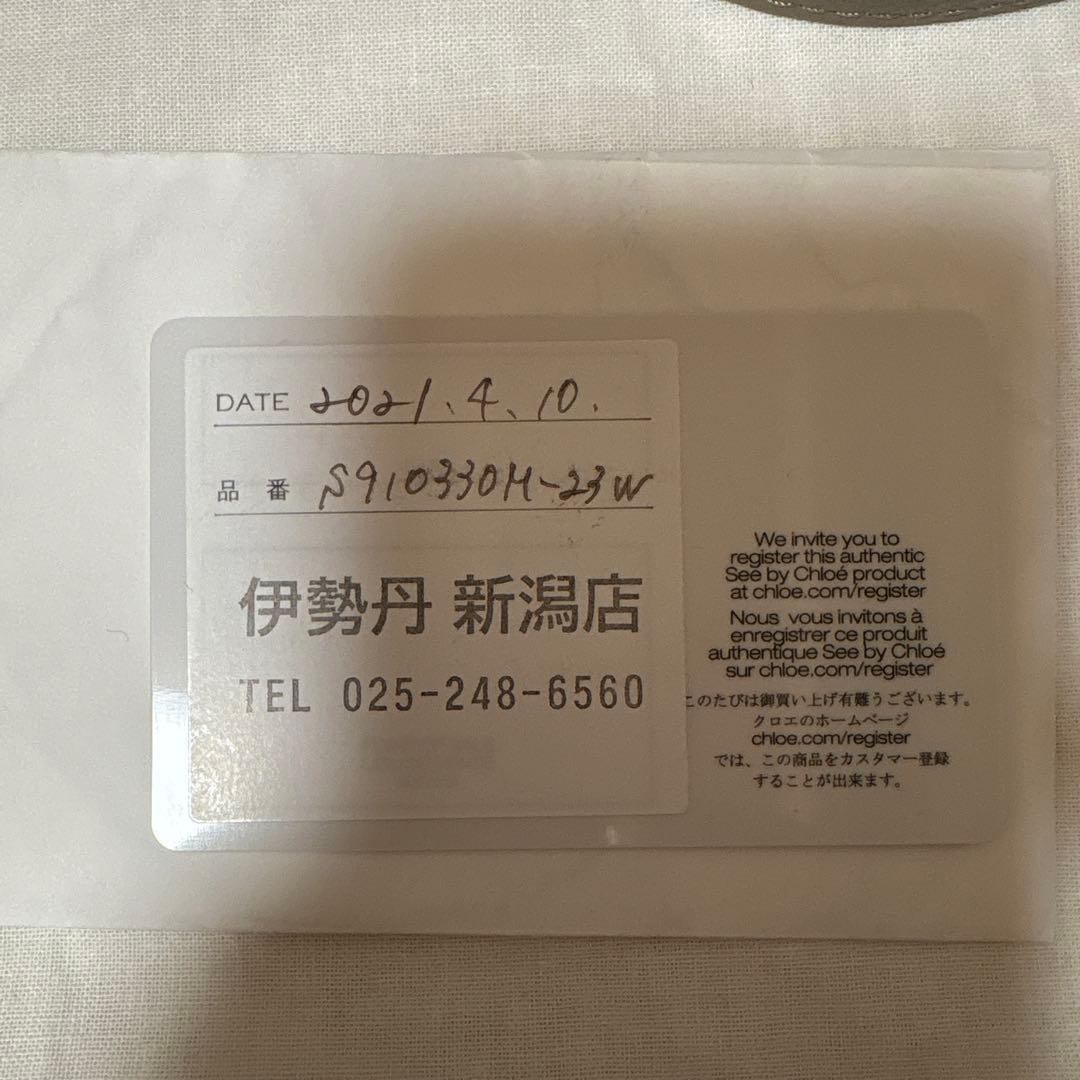 DATE 2021.4.10.
品番 S910330H-23W
伊勢丹 新潟店
TEL 025-248-6560
We invite you to
register this authentic
See by Chloé product
at chloe.com/register
Nous vous invitons à
enregistrer ce produit
authentique See by Chloé
sur chloe.com/register
このたびは御買い上げ有難うございます。
クロエのホームページ
chloe.com/register
では、この商品をカスタマー登録
することが出来ます。